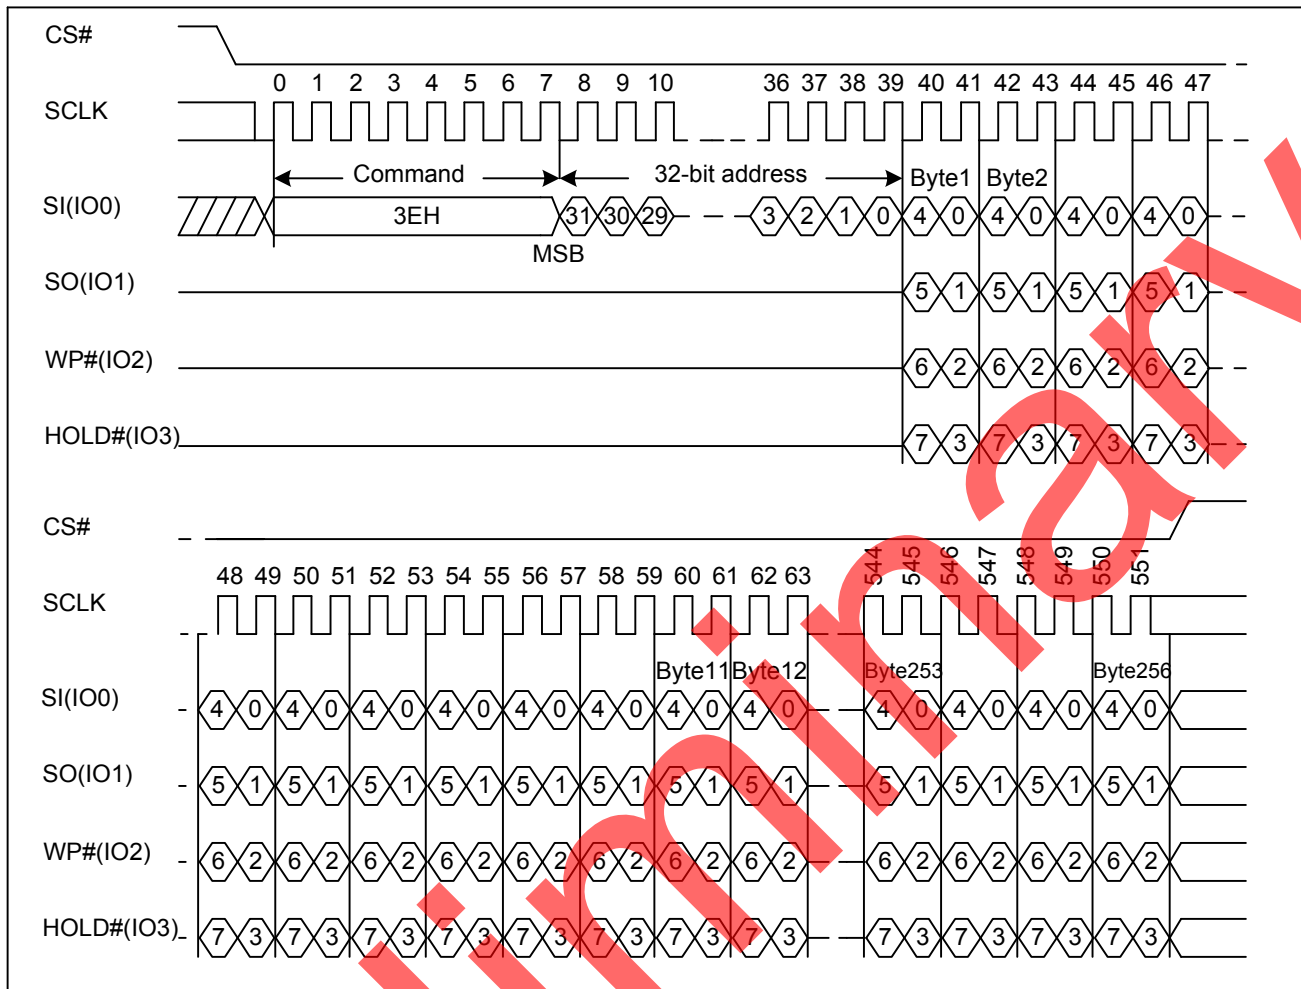 CS#
0 1 2 3 4 5 6 7 8 9 10 36 37 38 39 40 41 42 43 44 45 46 47
SCLK
Command 32-bit address Byte1 Byte2
SI(IO0) 3EH 31 30 29 3 2 1 0 4 0 4 0 4 0 4 0
MSB
SO(IO1) 5 1 5 1 5 1 5 1
WP#(IO2) 6 2 6 2 6 2 6 2
HOLD#(IO3) 7 3 7 3 7 3 7 3
CS#
48 49 50 51 52 53 54 55 56 57 58 59 60 61 62 63 544 545 546 547 548 549 550 551
SCLK
Byte11 Byte12 Byte253 Byte256
SI(IO0) 4 0 4 0 4 0 4 0 4 0 4 0 4 0 4 0 4 0 4 0 4 0 4 0
SO(IO1) 5 1 5 1 5 1 5 1 5 1 5 1 5 1 5 1 5 1 5 1 5 1 5 1
WP#(IO2) 6 2 6 2 6 2 6 2 6 2 6 2 6 2 6 2 6 2 6 2 6 2 6 2
HOLD#(IO3) 7 3 7 3 7 3 7 3 7 3 7 3 7 3 7 3 7 3 7 3 7 3 7 3